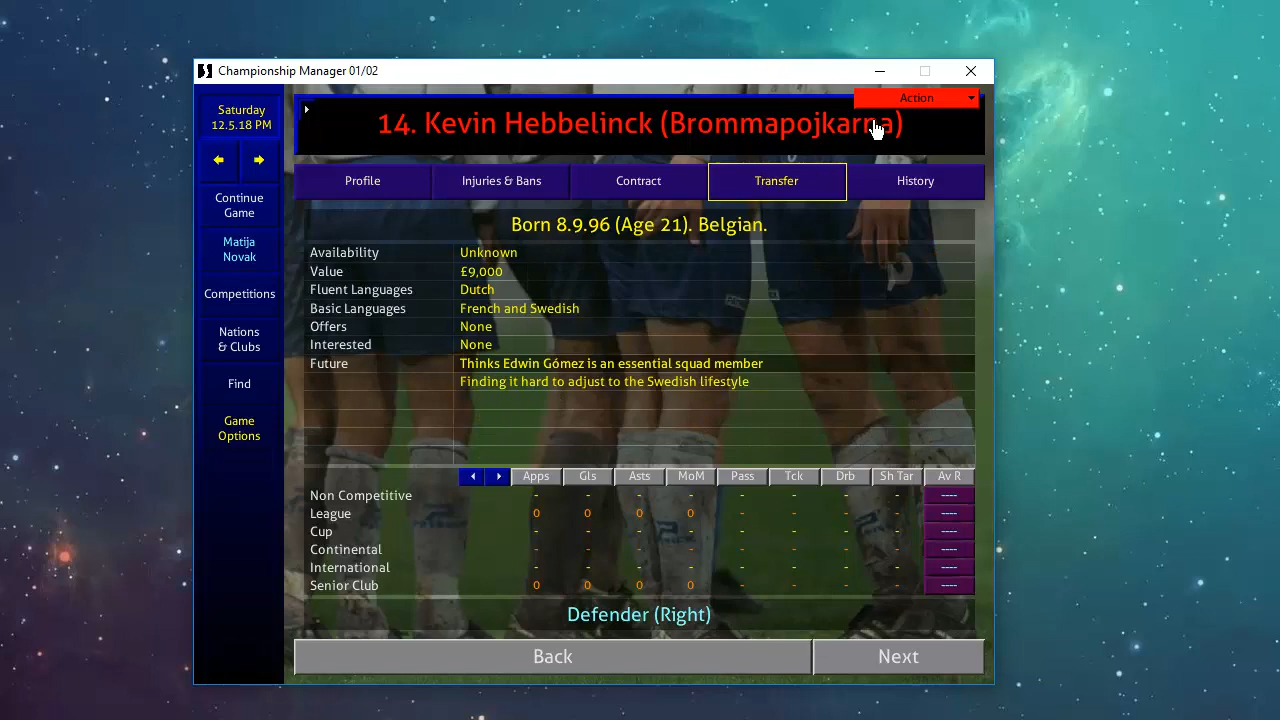 Championship Manager 01/02
Saturday
12.5.18 PM
Continue
Game
Matija
Novak
Competitions
Nations
& Clubs
Find
Game
Options
Action
14. Kevin Hebbelinck (Brommapojkarna)
Profile Injuries & Bans Contract Transfer History
Born 8.9.96 (Age 21). Belgian.
Availability Unknown
Value £9,000
Fluent Languages Dutch
Basic Languages French and Swedish
Offers None
Interested None
Future Thinks Edwin Gómez is an essential squad member
Finding it hard to adjust to the Swedish lifestyle
Apps Gls Asts MoM Pass Tck Drb Sh Tar Av R
Non Competitive - - - - - - - - ----
League 0 0 0 0 - - - - ----
Cup - - - - - - - - ----
Continental - - - - - - - - ----
International - - - - - - - - ----
Senior Club 0 0 0 0 - - - - ----
Defender (Right)
Back Next